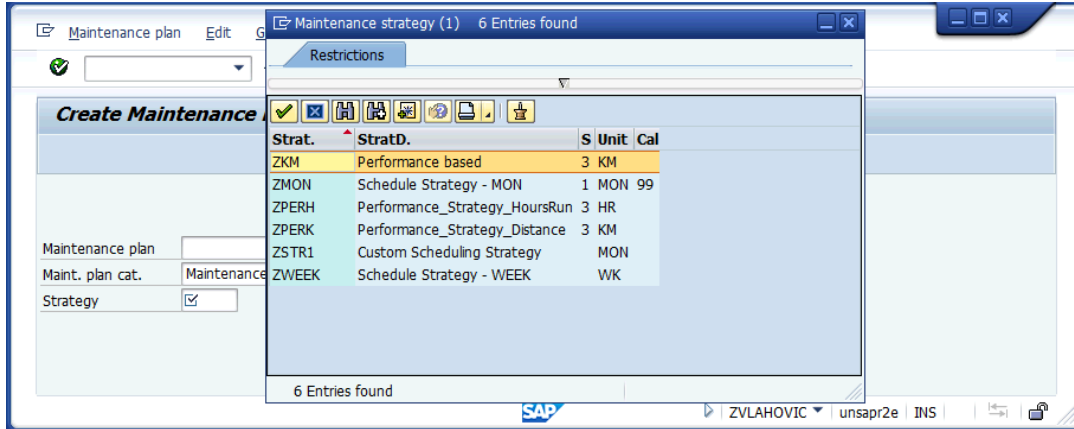 Maintenance plan Edit G
Maintenance strategy (1) 6 Entries found
Restrictions
Create Maintenance
Strat. StratD. S Unit Cal
ZKM Performance based 3 KM
ZMON Schedule Strategy - MON 1 MON 99
ZPERH Performance_Strategy_HoursRun 3 HR
ZPERK Performance_Strategy_Distance 3 KM
ZSTR1 Custom Scheduling Strategy MON
ZWEEK Schedule Strategy - WEEK WK
Maintenance plan
Maint. plan cat. Maintenance
Strategy
6 Entries found
SAP
ZVLAHOVIC unsapr2e INS